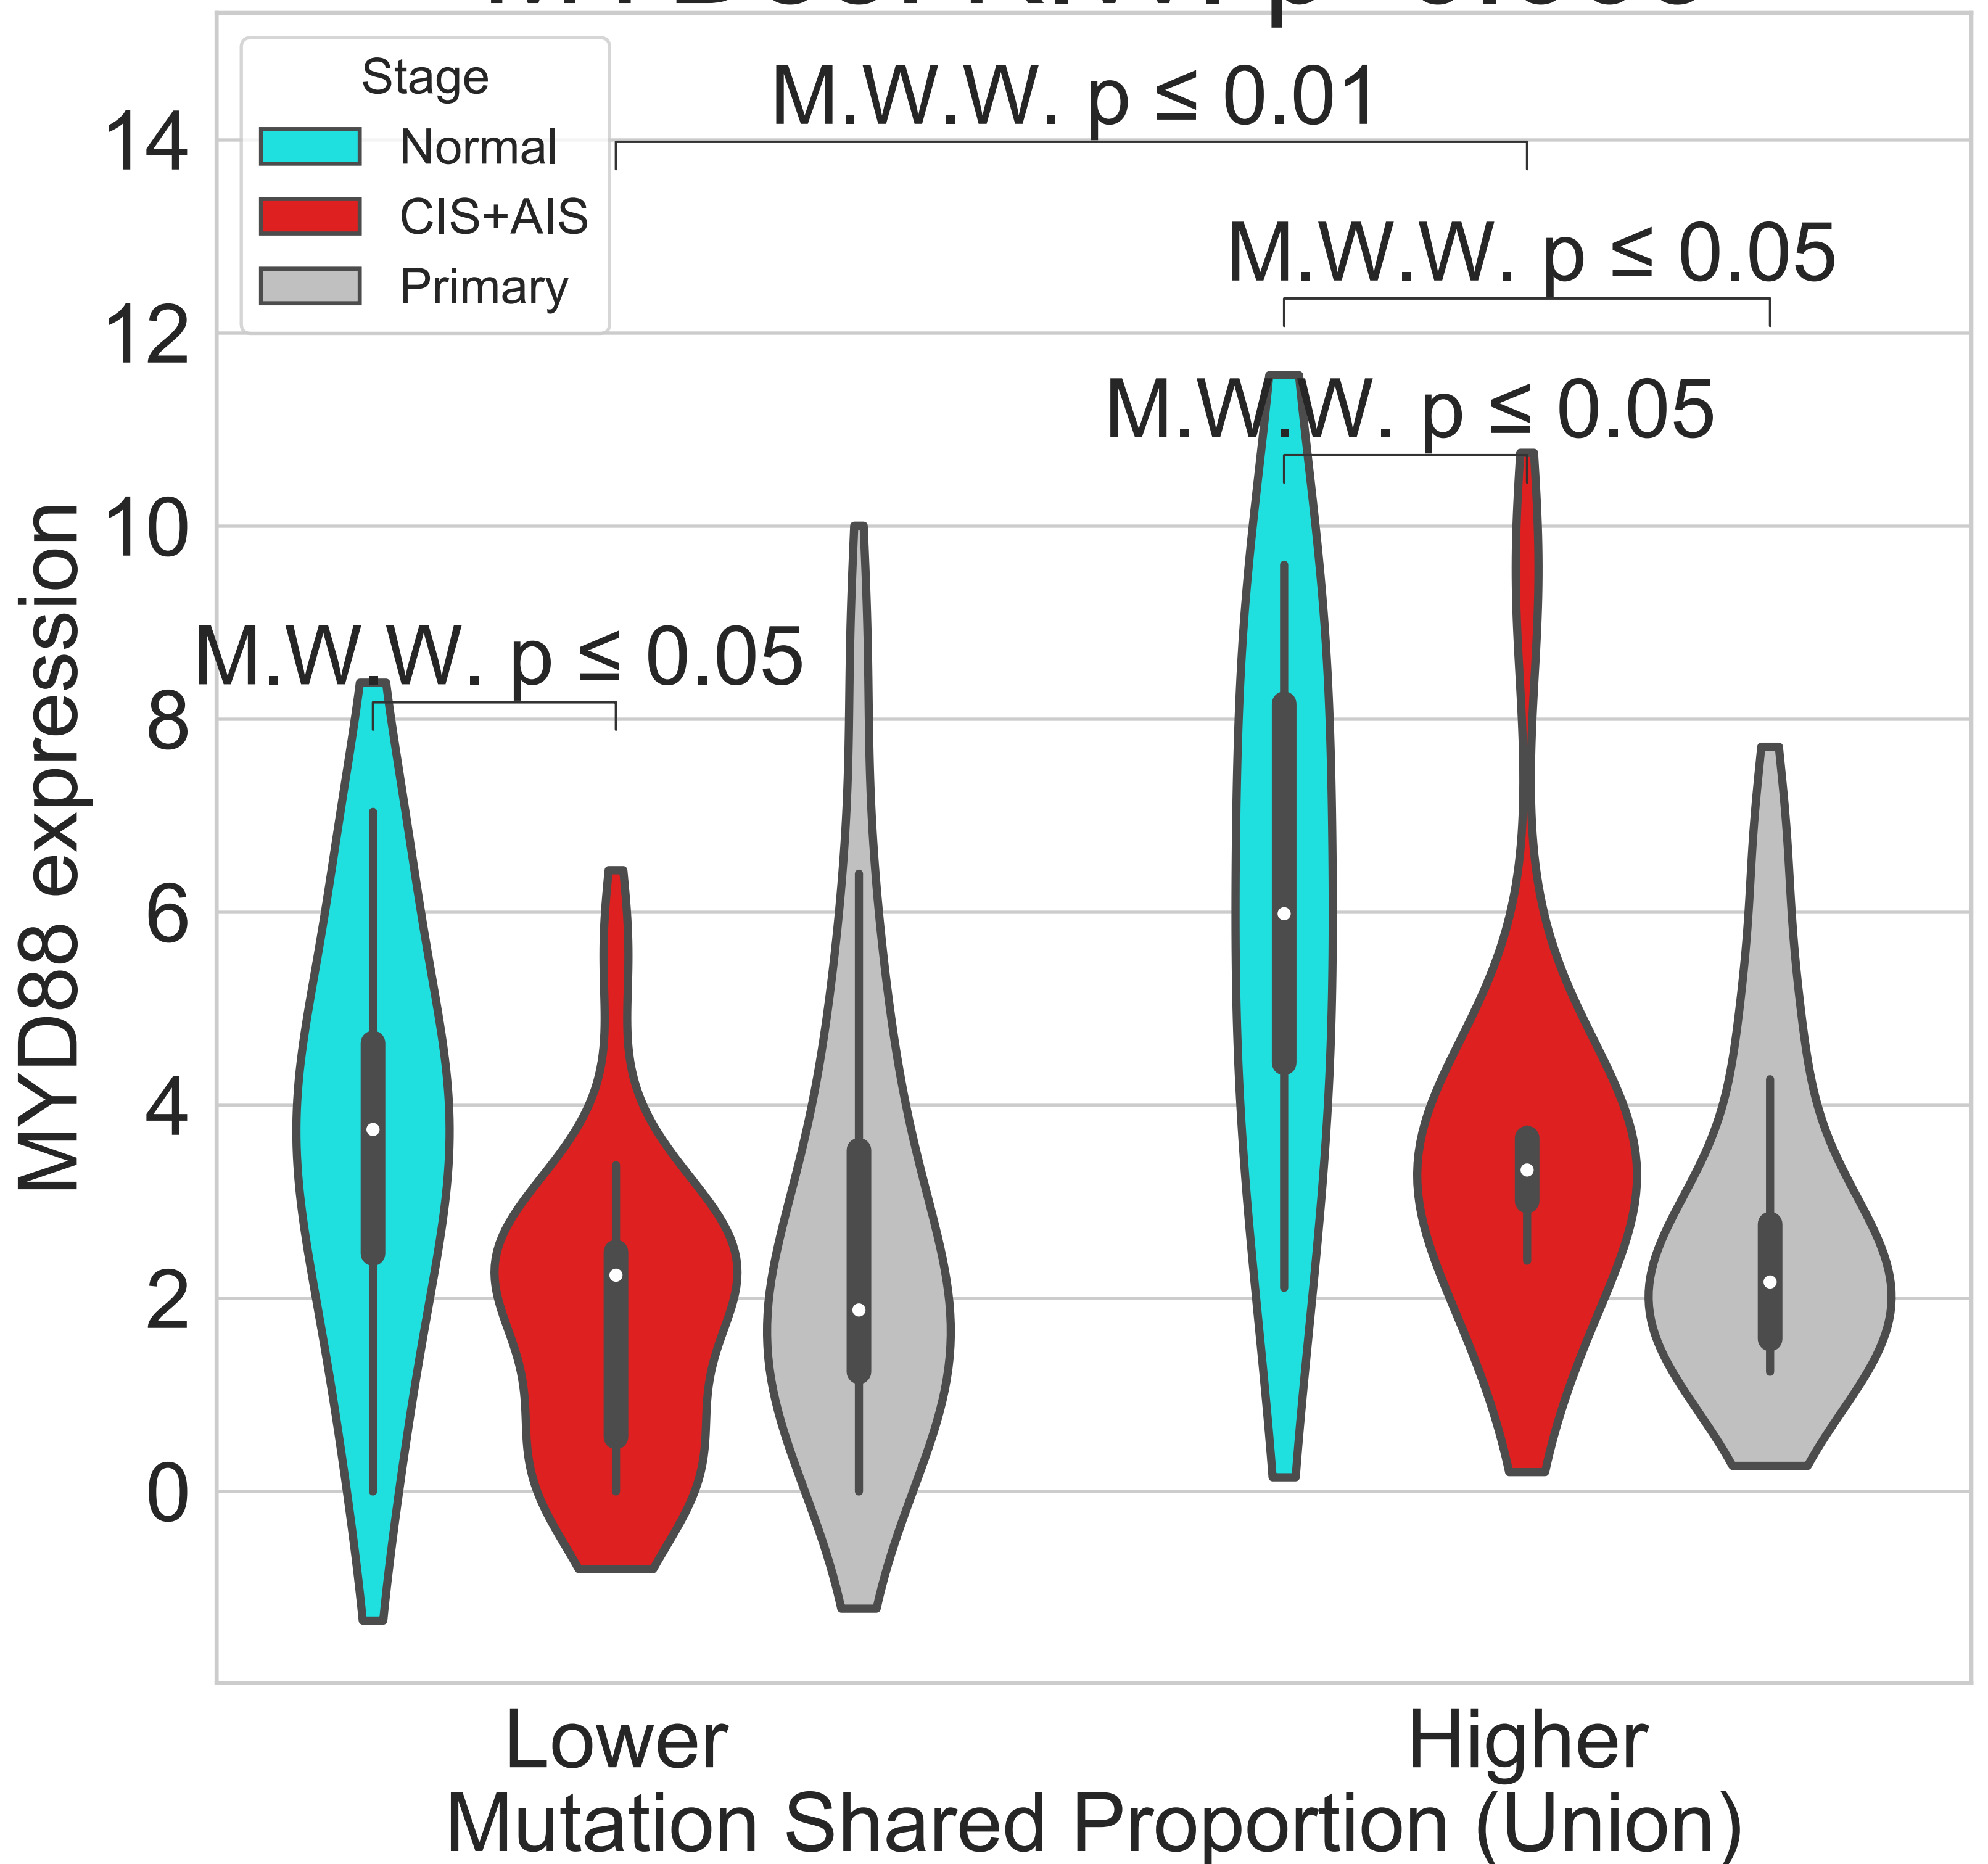 Stage
Normal
CIS+AIS
Primary
M.W.W. p ≤ 0.01
M.W.W. p ≤ 0.05
M.W.W. p ≤ 0.05
M.W.W. p ≤ 0.05
14
12
10
8
6
4
2
0
MYD88 expression
Lower
Higher
Mutation Shared Proportion (Union)